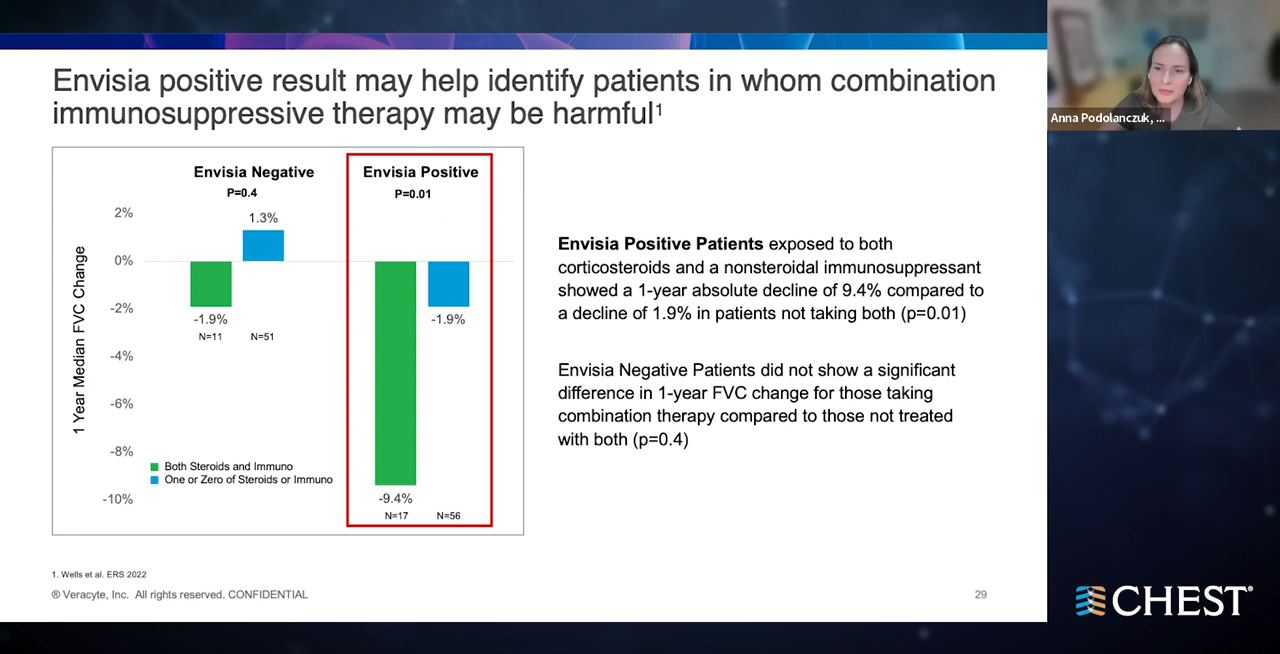 Envisia positive result may help identify patients in whom combination
immunosuppressive therapy may be harmful¹
Anna Podolanczuk, ...
Envisia Negative
P=0.4
Envisia Positive
P=0.01
1 Year Median FVC Change
2%
0%
-2%
-4%
-6%
-8%
-10%
1.3%
-1.9%
N=11
N=51
-1.9%
-9.4%
N=17
N=56
Both Steroids and Immuno
One or Zero of Steroids or Immuno
Envisia Positive Patients exposed to both
corticosteroids and a nonsteroidal immunosuppressant
showed a 1-year absolute decline of 9.4% compared to
a decline of 1.9% in patients not taking both (p=0.01)
Envisia Negative Patients did not show a significant
difference in 1-year FVC change for those taking
combination therapy compared to those not treated
with both (p=0.4)
1. Wells et al. ERS 2022
® Veracyte, Inc. All rights reserved. CONFIDENTIAL
29
CHEST®